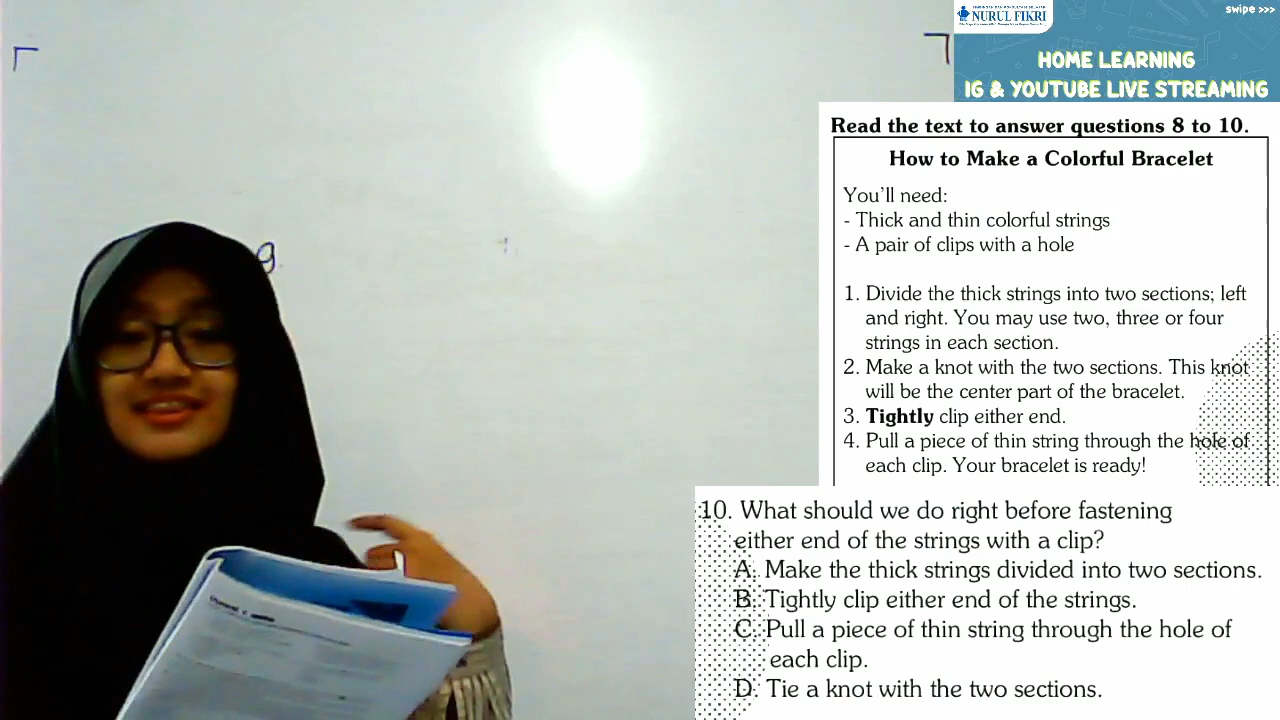 NURUL FIKRI
swipe >>>
HOME LEARNING
IG & YOUTUBE LIVE STREAMING
Read the text to answer questions 8 to 10.
How to Make a Colorful Bracelet
You'll need:
- Thick and thin colorful strings
- A pair of clips with a hole
1. Divide the thick strings into two sections; left
and right. You may use two, three or four
strings in each section.
2. Make a knot with the two sections. This knot
will be the center part of the bracelet.
3. Tightly clip either end.
4. Pull a piece of thin string through the hole of
each clip. Your bracelet is ready!
9.
10. What should we do right before fastening
either end of the strings with a clip?
A. Make the thick strings divided into two sections.
B. Tightly clip either end of the strings.
C. Pull a piece of thin string through the hole of
each clip.
D. Tie a knot with the two sections.